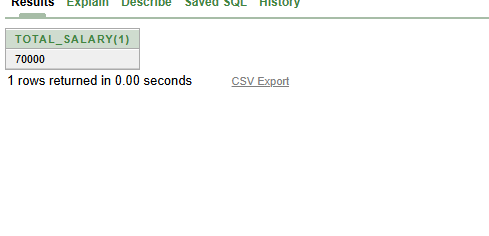 Results Explain Describe Saved SQL History
TOTAL_SALARY(1)
70000
1 rows returned in 0.00 seconds CSV Export